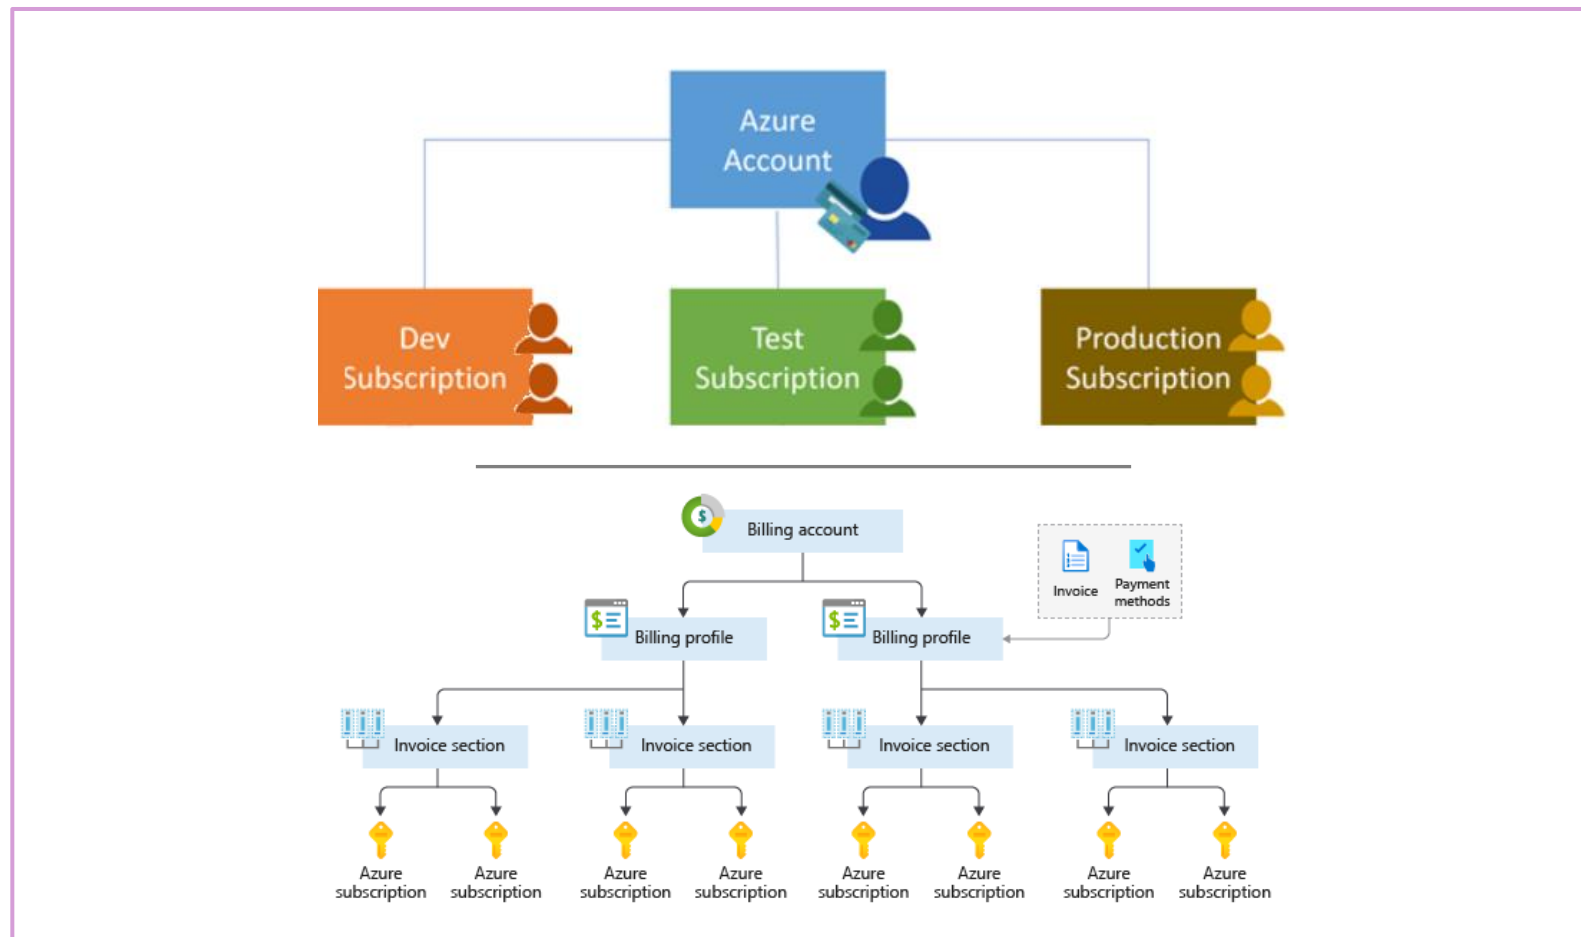 Azure
Account
Dev
Subscription
Test
Subscription
Production
Subscription
$
Billing account
Invoice
Payment
methods
$
Billing profile
$
Billing profile
Invoice section
Invoice section
Invoice section
Invoice section
Azure
subscription
Azure
subscription
Azure
subscription
Azure
subscription
Azure
subscription
Azure
subscription
Azure
subscription
Azure
subscription